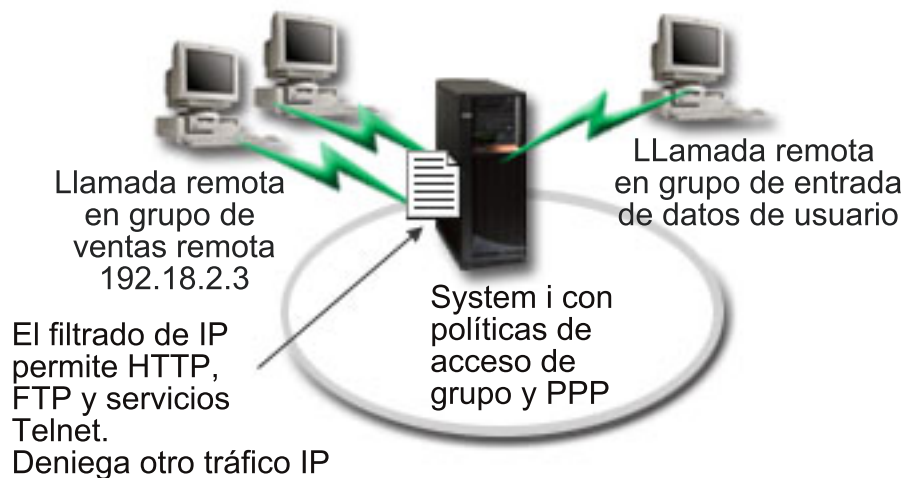 Llamada remota
en grupo de
ventas remota
192.18.2.3
LLamada remota
en grupo de entrada
de datos de usuario
El filtrado de IP
permite HTTP,
FTP y servicios
Telnet.
Deniega otro tráfico IP
System i con
políticas de
acceso de
grupo y PPP